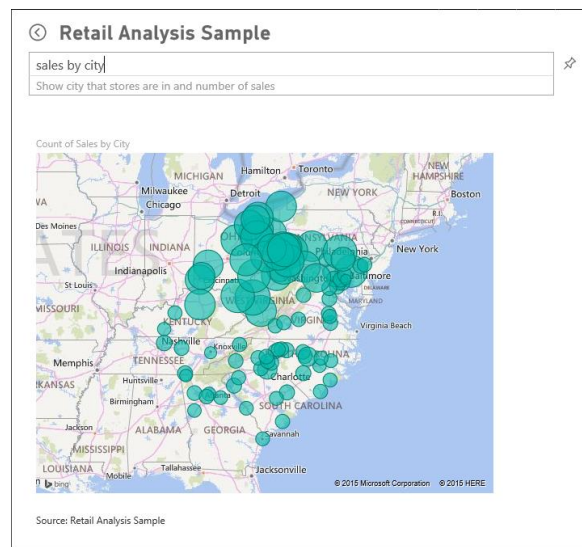 Retail Analysis Sample
sales by city
Show city that stores are in and number of sales
Count of Sales by City
MICHIGAN
Hamilton
Toronto
NEW HAMPSHIRE
Milwaukee
Detroit
NEW YORK
Boston
Chicago
Des Moines
ILLINOIS
INDIANA
New York
Indianapolis
Baltimore
St Louis
DELAWARE
MARYLAND
MISSOURI
KENTUCKY
Virginia Beach
Nashville
Knoxville
TENNESSEE
Memphis
Charlotte
Huntsville
Birmingham
SOUTH CAROLINA
ALABAMA
GEORGIA
Jackson
Savannah
MISSISSIPPI
LOUISIANA
Mobile
Tallahassee
Jacksonville
bing
© 2015 Microsoft Corporation © 2015 HERE
Source: Retail Analysis Sample